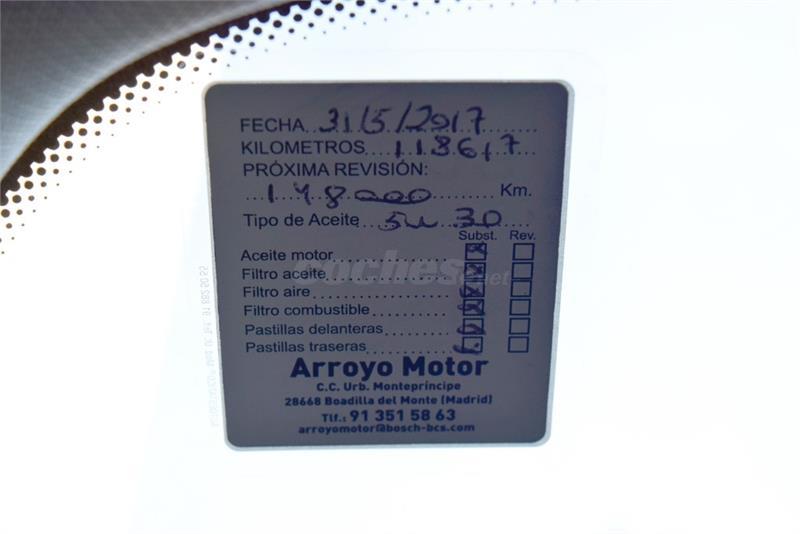 FECHA 31/5/2017
KILOMETROS 118617
PRÓXIMA REVISIÓN:
148000 Km.
Tipo de Aceite 5W30
Subst. Rev.
Aceite motor
Filtro aceite
Filtro aire
Filtro combustible
Pastillas delanteras
Pastillas traseras
Arroyo Motor
C.C. Urb. Montepríncipe
28668 Boadilla del Monte (Madrid)
Tlf.: 91 351 58 63
arroyomotor@bosch-bcs.com
coches.net